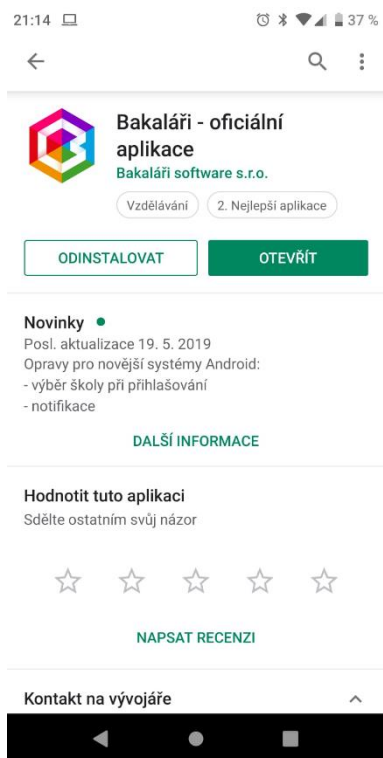 21:14 37 %
Bakaláři - oficiální
aplikace
Bakaláři software s.r.o.
Vzdělávání 2. Nejlepší aplikace
ODINSTALOVAT OTEVŘÍT
Novinky
Posl. aktualizace 19. 5. 2019
Opravy pro novější systémy Android:
- výběr školy při přihlašování
- notifikace
DALŠÍ INFORMACE
Hodnotit tuto aplikaci
Sdělte ostatním svůj názor
NAPSAT RECENZI
Kontakt na vývojáře